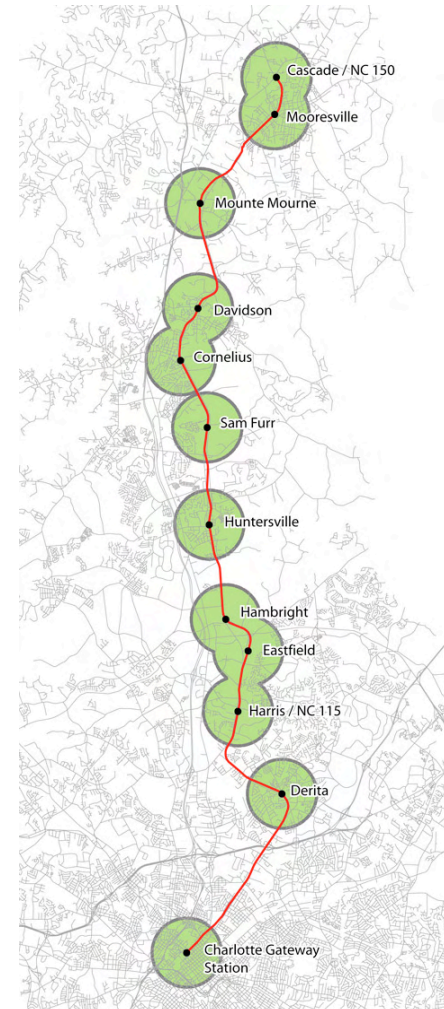 Cascade / NC 150
Mooresville
Mounte Mourne
Davidson
Cornelius
Sam Furr
Huntersville
Hambright
Eastfield
Harris / NC 115
Derita
Charlotte Gateway
Station